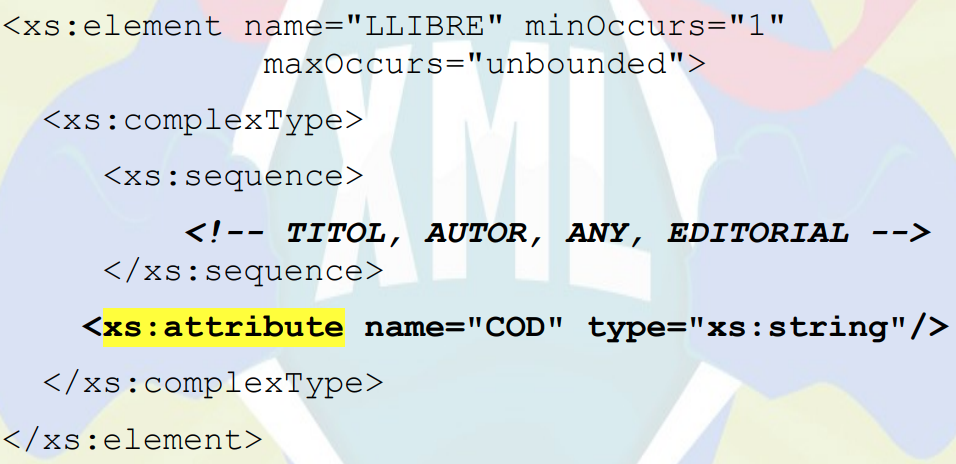 <xs:element name="LLIBRE" minOccurs="1"
maxOccurs="unbounded">
<xs:complexType>
<xs:sequence>
<!-- TITOL, AUTOR, ANY, EDITORIAL -->
</xs:sequence>
<xs:attribute name="COD" type="xs:string"/>
</xs:complexType>
</xs:element>
XML